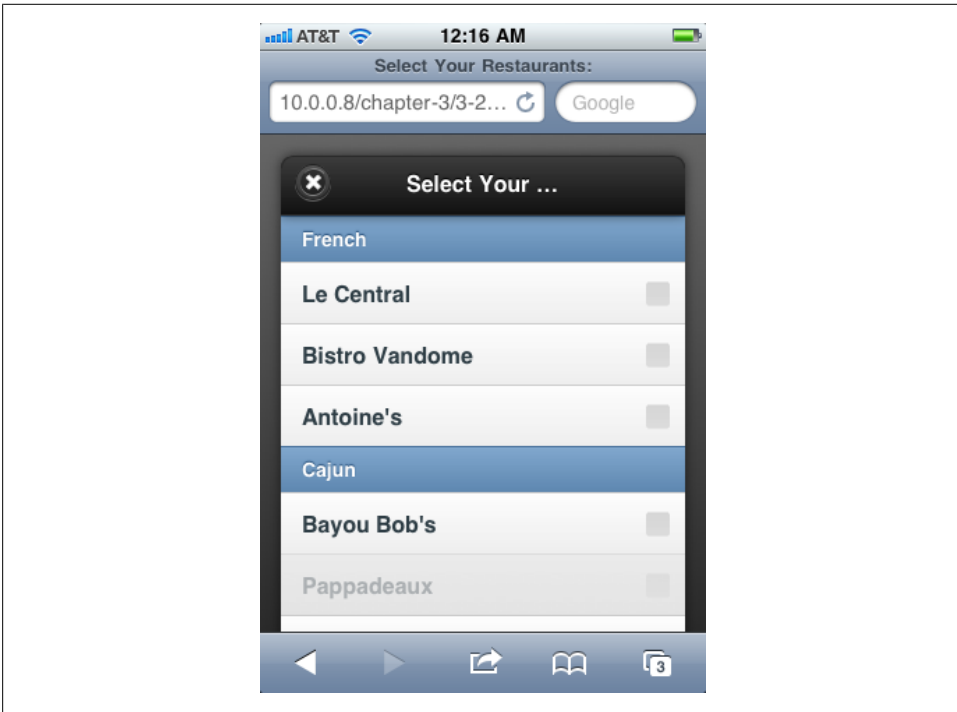 AT&T 12:16 AM
Select Your Restaurants:
10.0.0.8/chapter-3/3-2... Google
Select Your ...
French
Le Central
Bistro Vandome
Antoine's
Cajun
Bayou Bob's
Pappadeaux
3